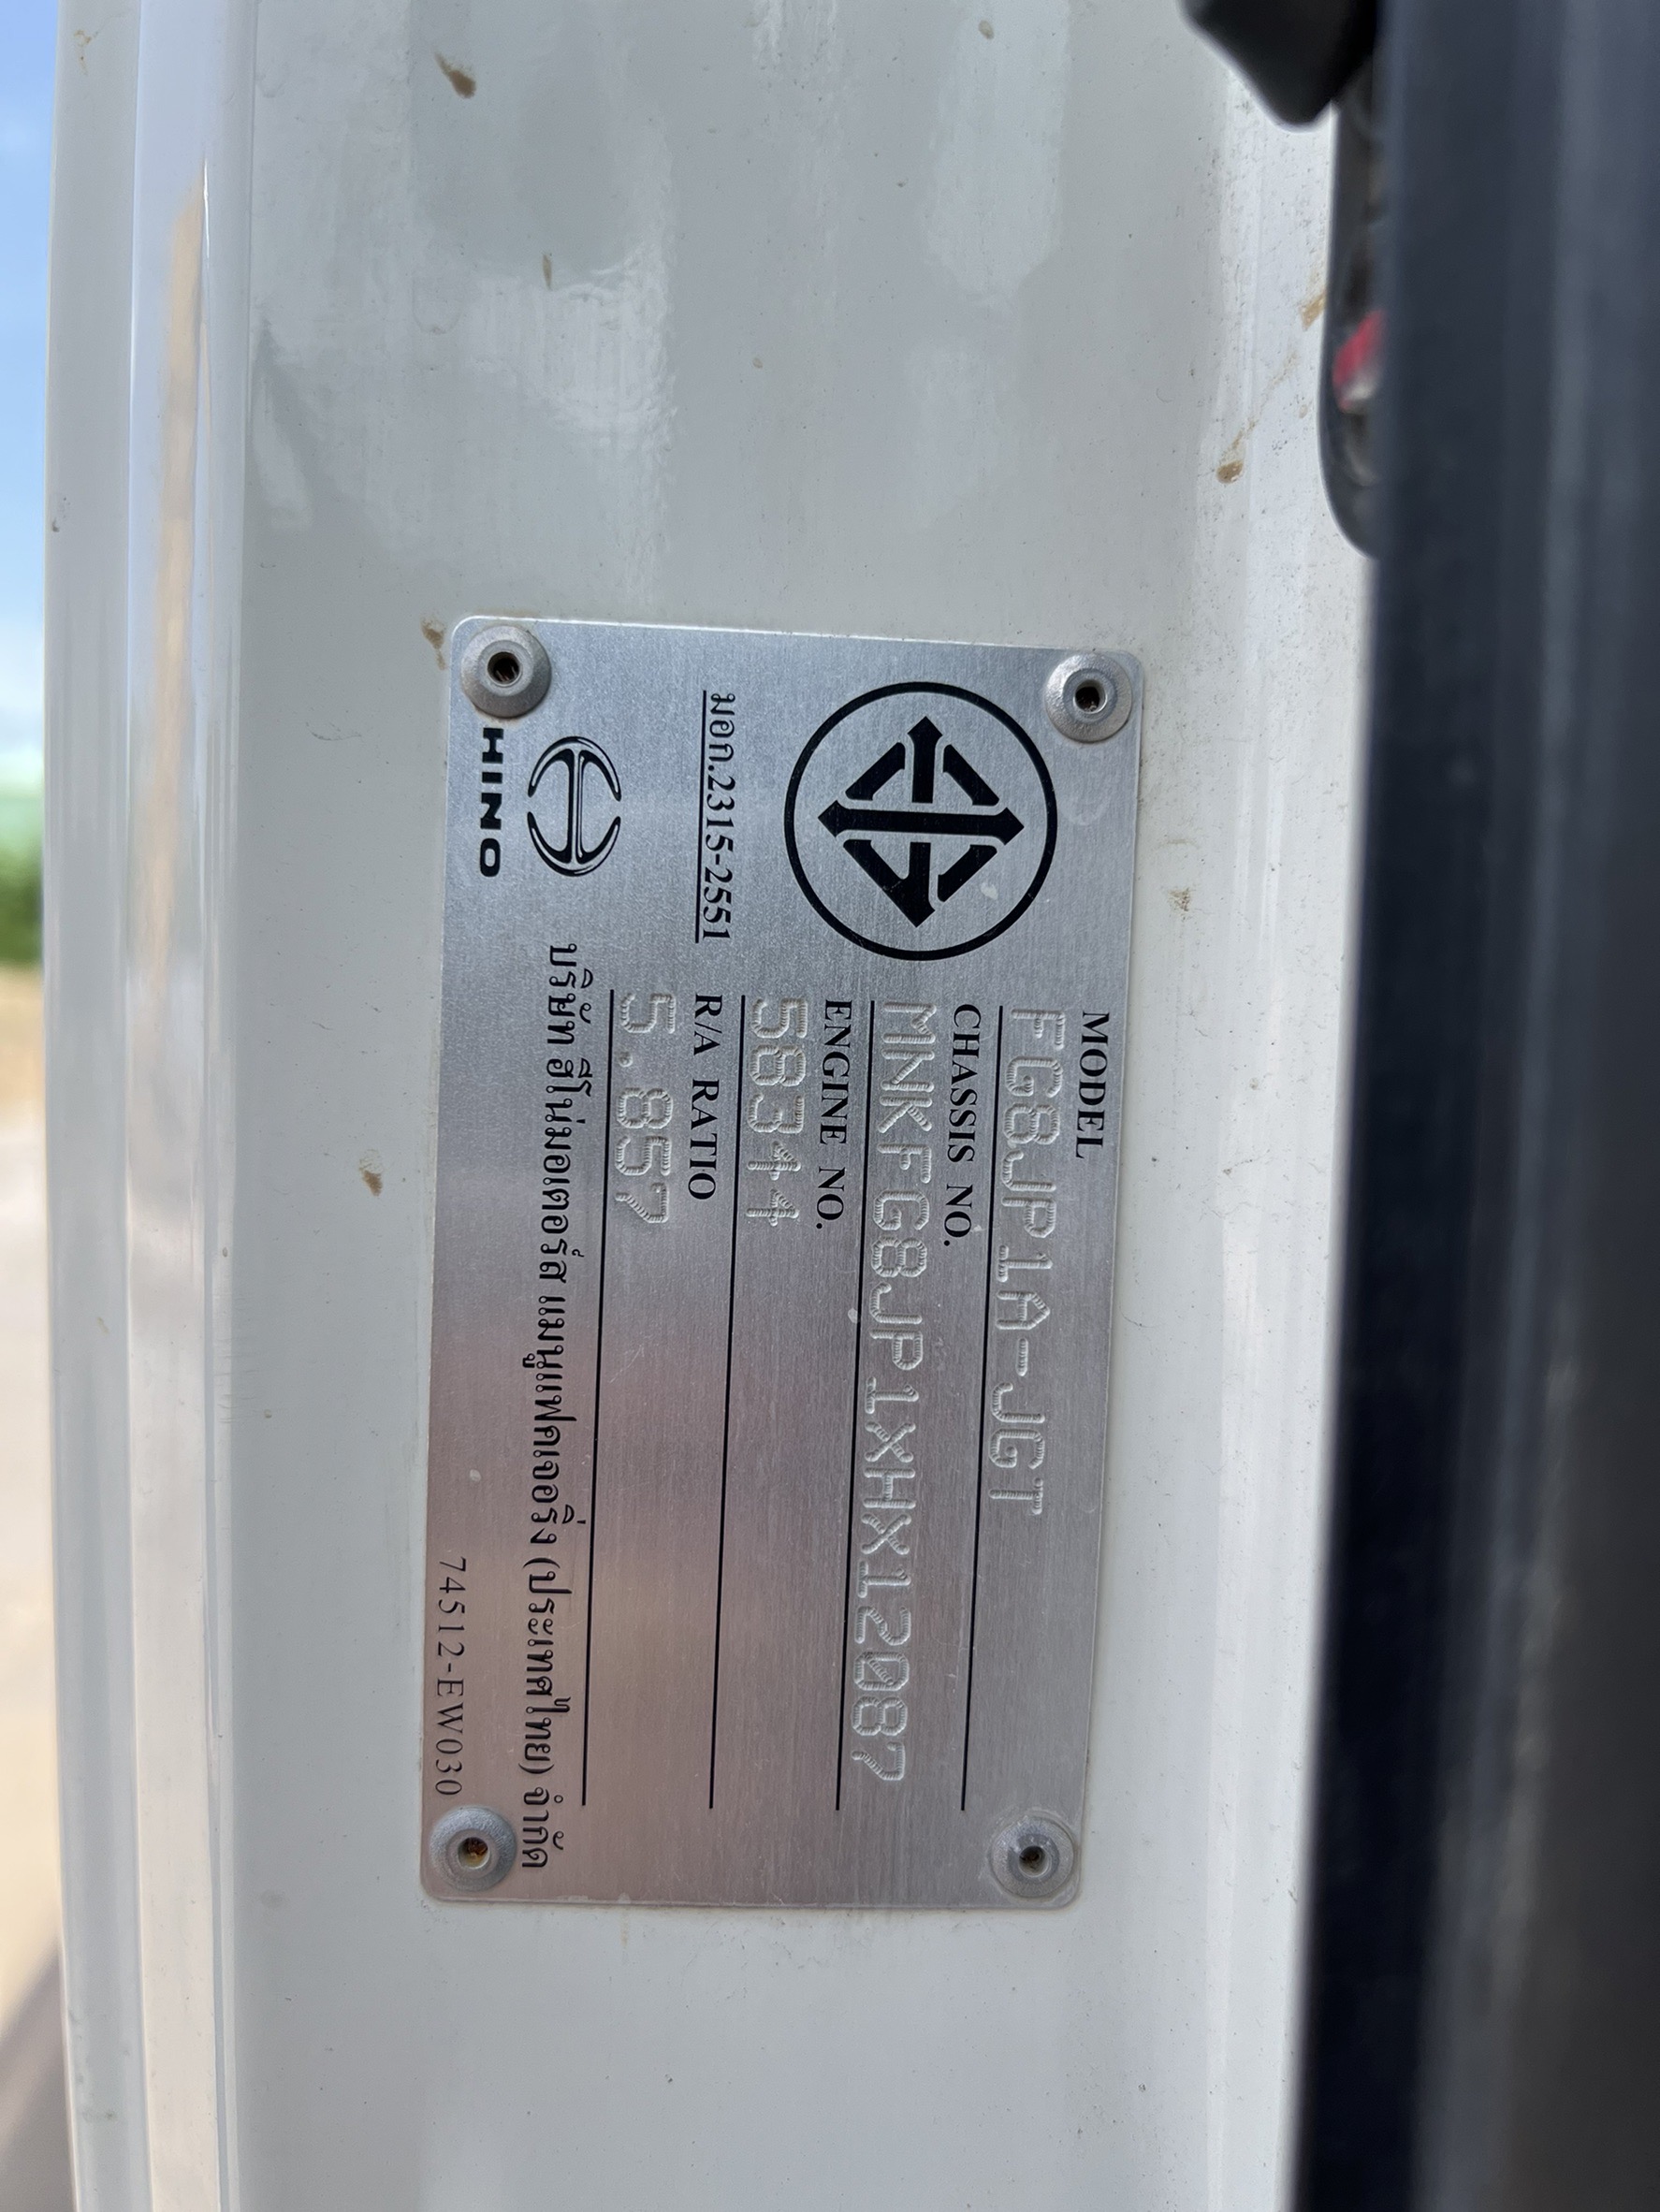 MODEL
FG8JP1A-JGT
CHASSIS NO.
MNKFG8JP1XHX12087
ENGINE NO.
58344
R/A RATIO
5.857
มอก.2315-2551
HINO
บริษัท ฮีโน่มอเตอร์ส แมนูแฟคเจอริ่ง (ประเทศไทย) จำกัด
74512-EW030